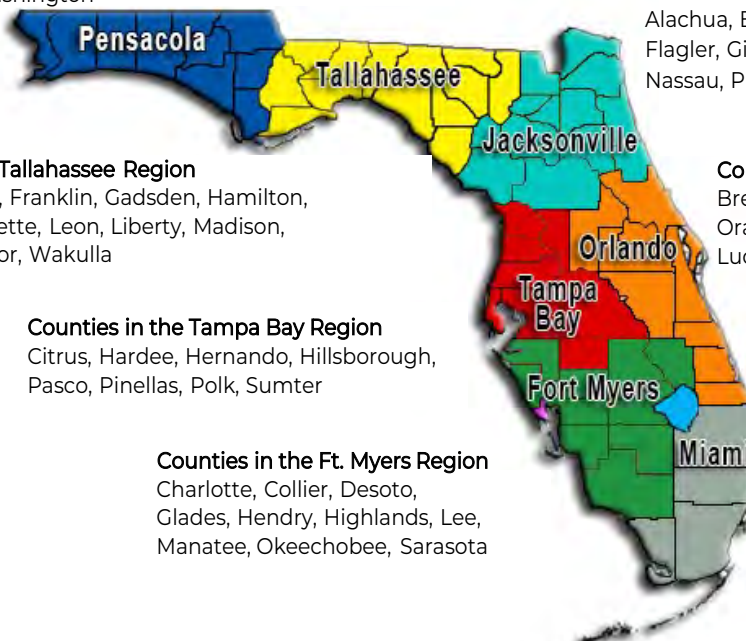 Pensacola
Tallahassee
Jacksonville
Alachua,
Flagler,
Nassau,
Tallahassee Region
Franklin, Gadsden, Hamilton,
Leon, Liberty, Madison,
Wakulla
Orlando
Tampa
Bay
Counties in the Tampa Bay Region
Citrus, Hardee, Hernando, Hillsborough,
Pasco, Pinellas, Polk, Sumter
Fort Myers
Miam
Counties in the Ft. Myers Region
Charlotte, Collier, Desoto,
Glades, Hendry, Highlands, Lee,
Manatee, Okeechobee, Sarasota